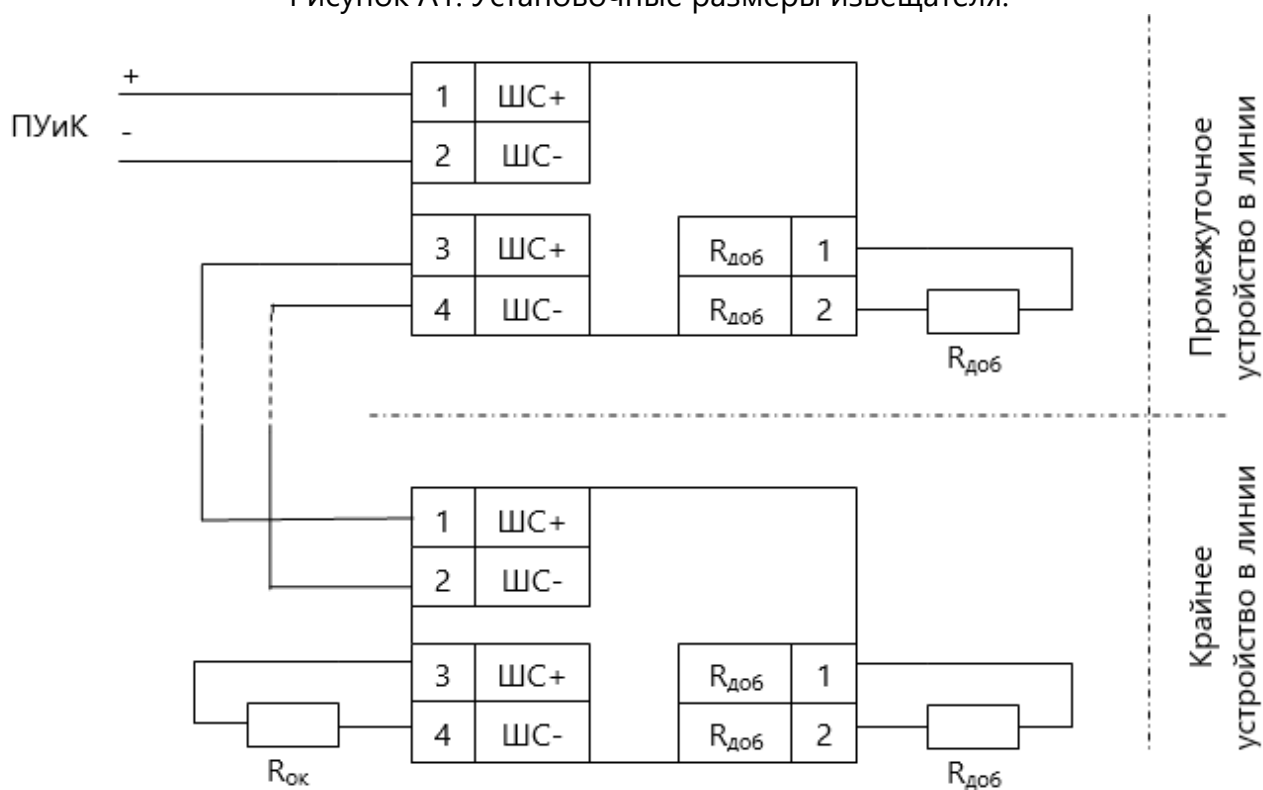 Рисунок А1. Установочные размеры извещателя.
+
ПУиК
-
1 ШС+
2 ШС-
3 ШС+
4 ШС-
Rдоб 1
Rдоб 2
Rдоб
Промежуточное
устройство в линии
1 ШС+
2 ШС-
3 ШС+
4 ШС-
Rок
Rдоб 1
Rдоб 2
Rдоб
Крайнее
устройство в линии